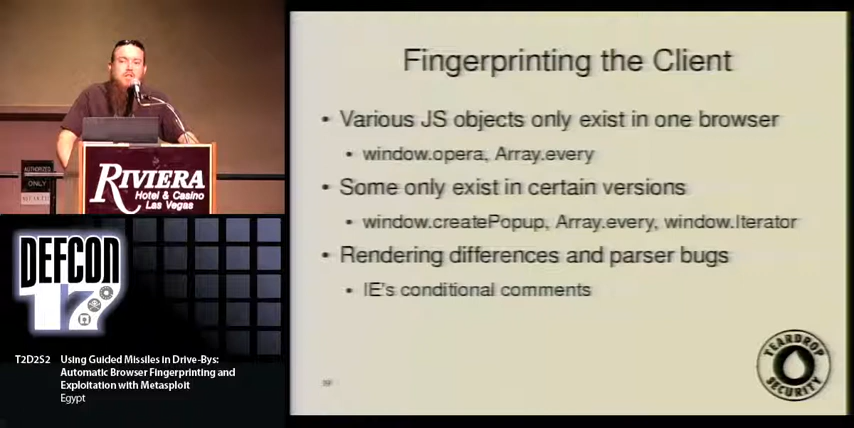 AUTHORIZED
ONLY
RIVIERA
Hotel & Casino
Las Vegas
DEFCON
17
T2D2S2 Using Guided Missiles in Drive-Bys:
Automatic Browser Fingerprinting and
Exploitation with Metasploit
Egypt
Fingerprinting the Client
• Various JS objects only exist in one browser
• window.opera, Array.every
• Some only exist in certain versions
• window.createPopup, Array.every, window.Iterator
• Rendering differences and parser bugs
• IE's conditional comments
TEARDROP
SECURITY